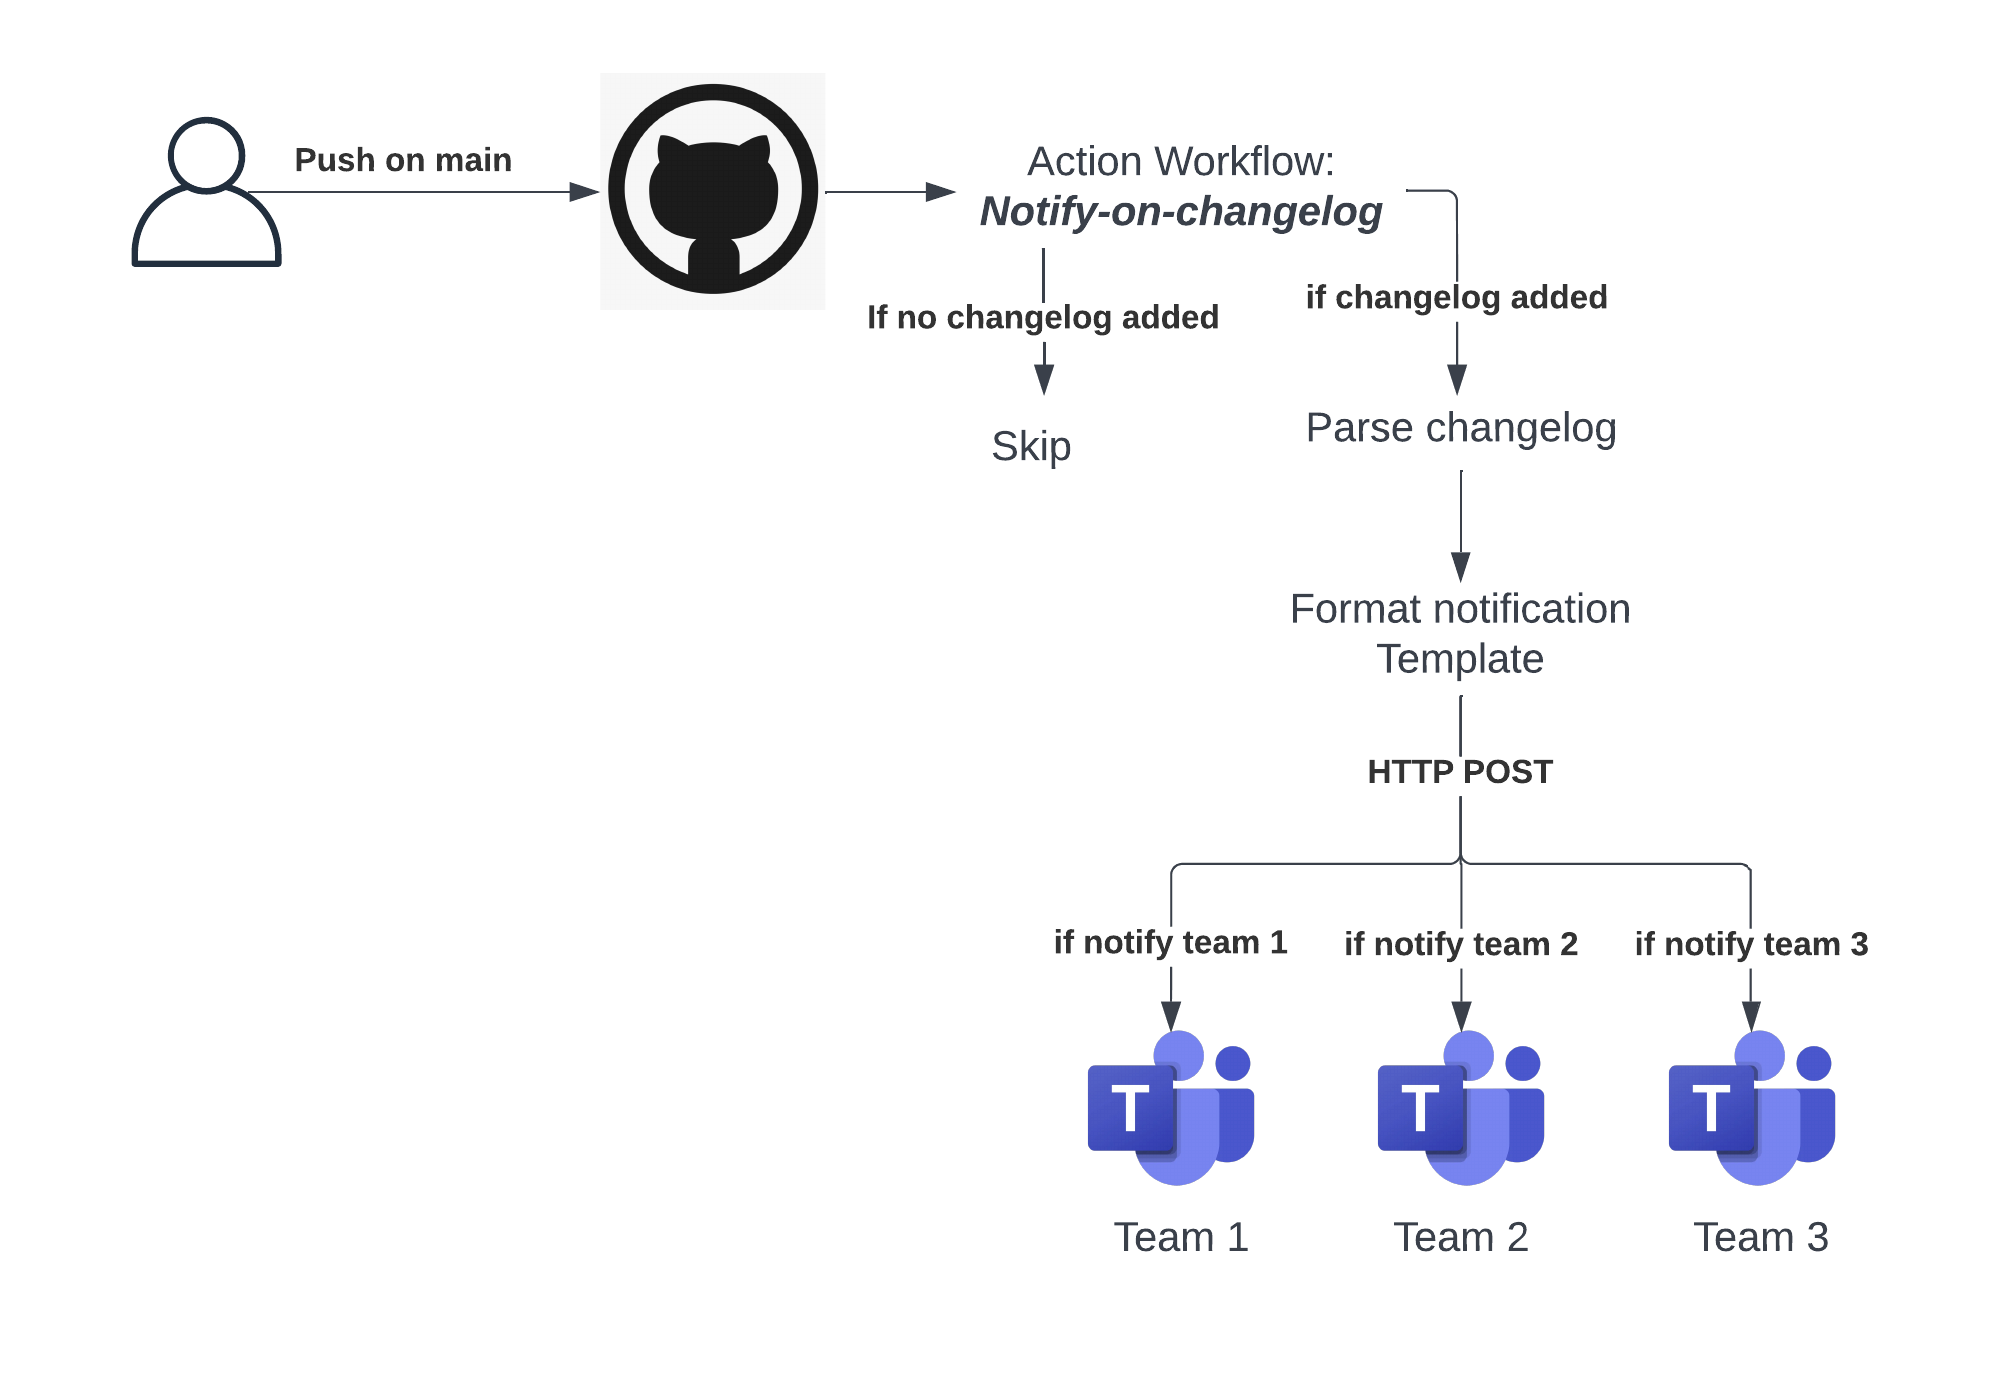 Push on main
Action Workflow:
Notify-on-changelog
If no changelog added
if changelog added
Skip
Parse changelog
Format notification
Template
HTTP POST
if notify team 1
if notify team 2
if notify team 3
T
T
T
Team 1
Team 2
Team 3